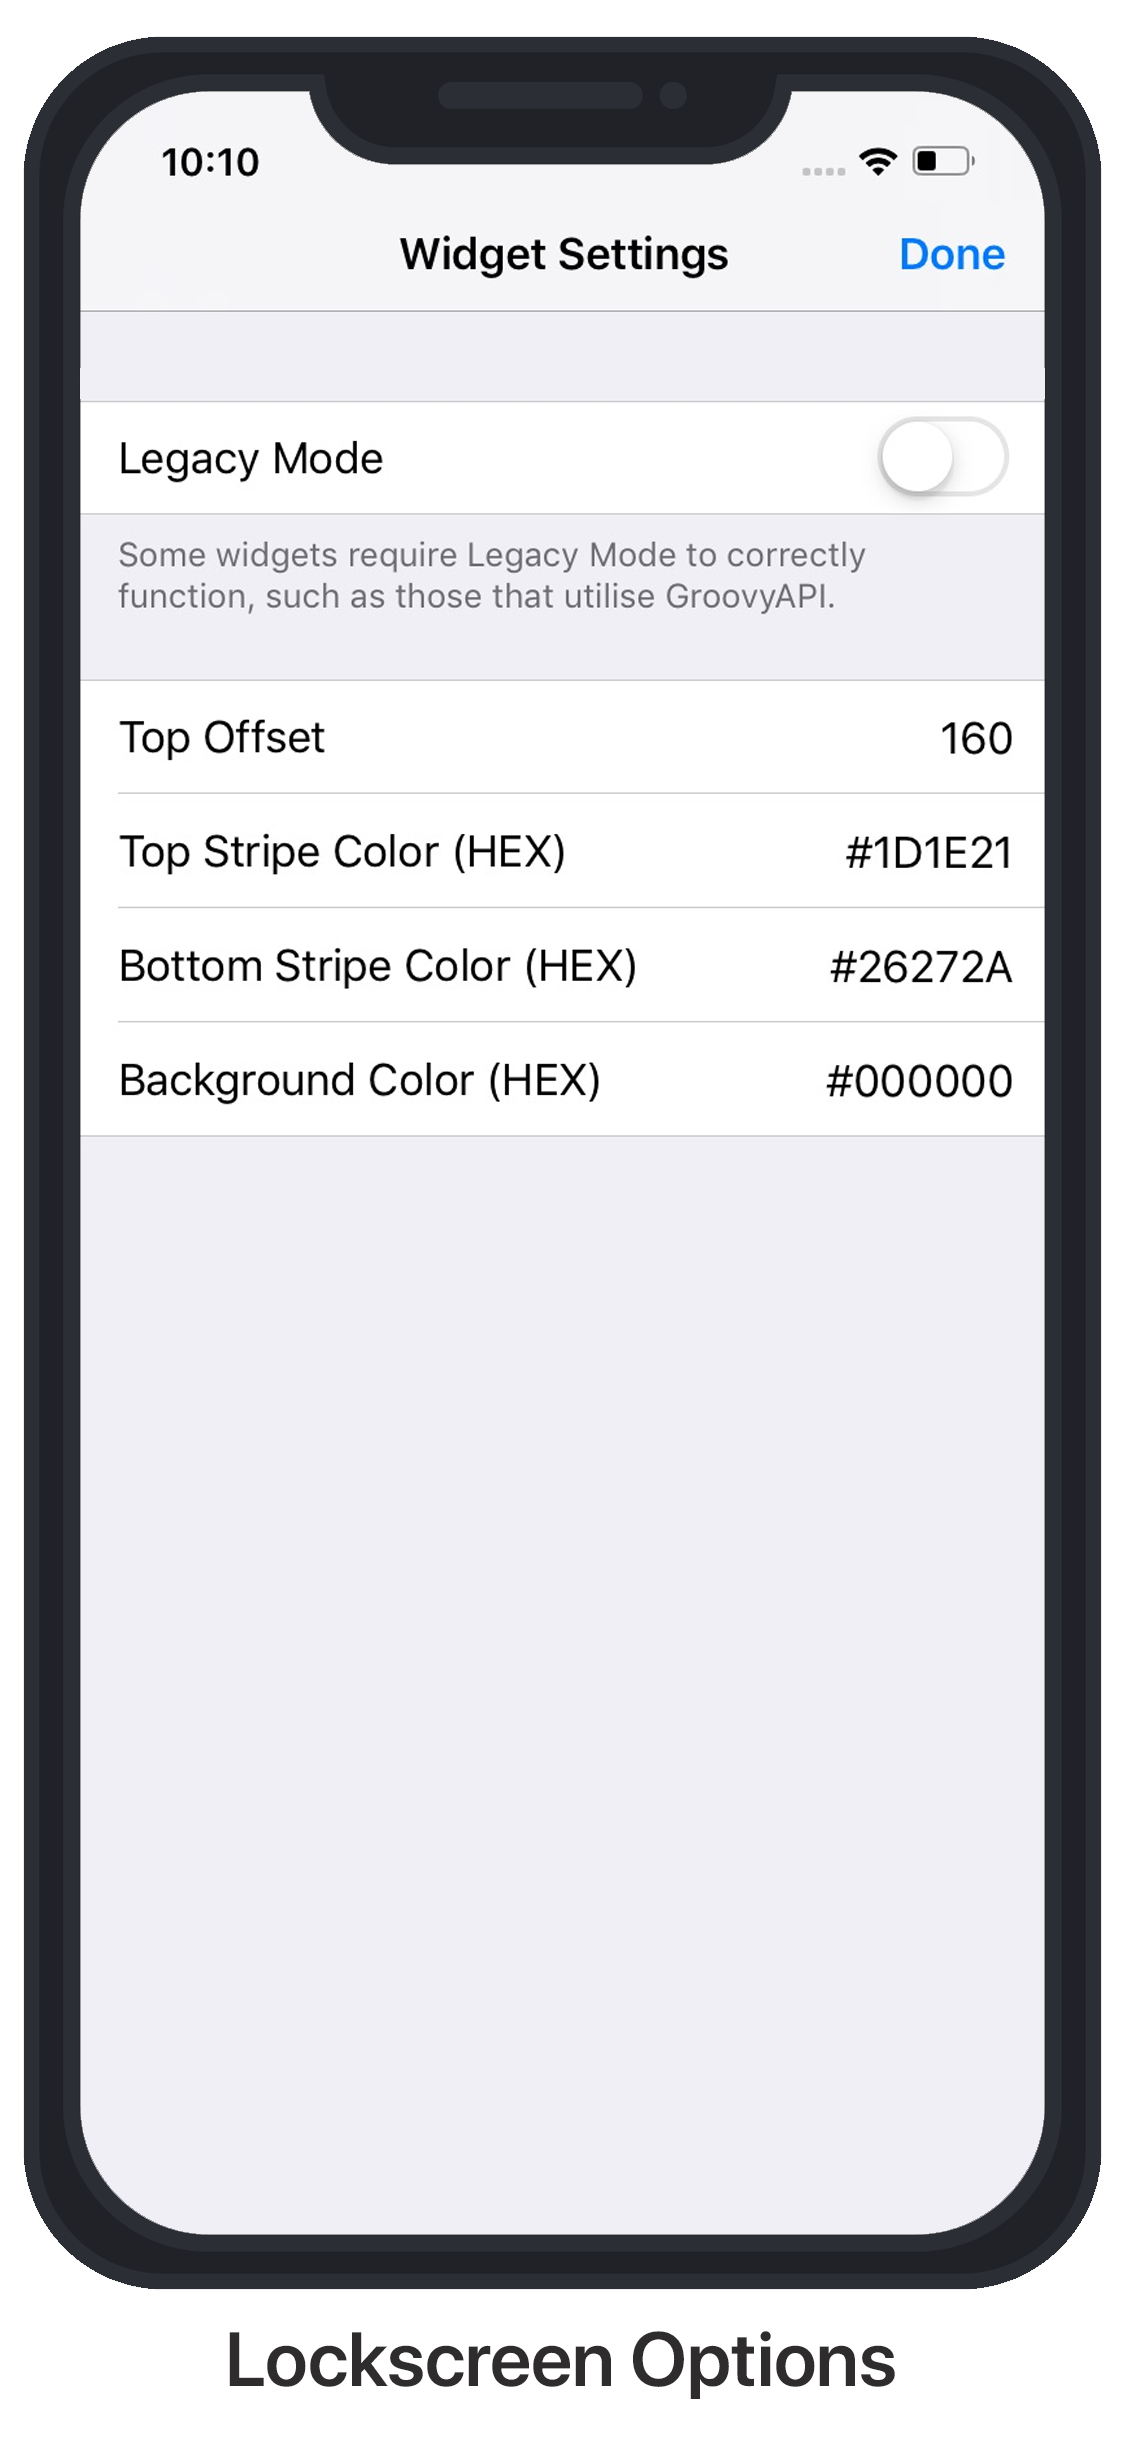 10:10
Widget Settings
Done
Legacy Mode
Some widgets require Legacy Mode to correctly
function, such as those that utilise GroovyAPI.
Top Offset 160
Top Stripe Color (HEX) #1D1E21
Bottom Stripe Color (HEX) #26272A
Background Color (HEX) #000000
Lockscreen Options